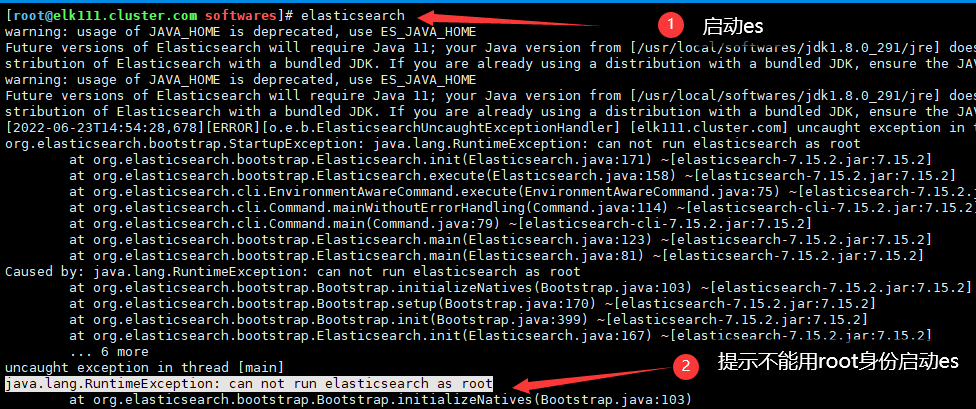 [root@elk111.cluster.com softwares]# elasticsearch
1 启动es
warning: usage of JAVA_HOME is deprecated, use ES_JAVA_HOME
Future versions of Elasticsearch will require Java 11; your Java version from [/usr/local/softwares/jdk1.8.0_291/jre] does
stribution of Elasticsearch with a bundled JDK. If you are already using a distribution with a bundled JDK, ensure the JAV
warning: usage of JAVA_HOME is deprecated, use ES_JAVA_HOME
Future versions of Elasticsearch will require Java 11; your Java version from [/usr/local/softwares/jdk1.8.0_291/jre] does
stribution of Elasticsearch with a bundled JDK. If you are already using a distribution with a bundled JDK, ensure the JAV
[2022-06-23T14:54:28,678][ERROR][o.e.b.ElasticsearchUncaughtExceptionHandler] [elk111.cluster.com] uncaught exception in
org.elasticsearch.bootstrap.StartupException: java.lang.RuntimeException: can not run elasticsearch as root
at org.elasticsearch.bootstrap.Elasticsearch.init(Elasticsearch.java:171) ~[elasticsearch-7.15.2.jar:7.15.2]
at org.elasticsearch.bootstrap.Elasticsearch.execute(Elasticsearch.java:158) ~[elasticsearch-7.15.2.jar:7.15.2]
at org.elasticsearch.cli.EnvironmentAwareCommand.execute(EnvironmentAwareCommand.java:75) ~[elasticsearch-7.15.2.jar:7.15.2]
at org.elasticsearch.cli.Command.mainWithoutErrorHandling(Command.java:114) ~[elasticsearch-cli-7.15.2.jar:7.15.2]
at org.elasticsearch.cli.Command.main(Command.java:79) ~[elasticsearch-cli-7.15.2.jar:7.15.2]
at org.elasticsearch.bootstrap.Elasticsearch.main(Elasticsearch.java:123) ~[elasticsearch-7.15.2.jar:7.15.2]
at org.elasticsearch.bootstrap.Elasticsearch.main(Elasticsearch.java:81) ~[elasticsearch-7.15.2.jar:7.15.2]
Caused by: java.lang.RuntimeException: can not run elasticsearch as root
at org.elasticsearch.bootstrap.Bootstrap.initializeNatives(Bootstrap.java:103) ~[elasticsearch-7.15.2.jar:7.15.2]
at org.elasticsearch.bootstrap.Bootstrap.setup(Bootstrap.java:170) ~[elasticsearch-7.15.2.jar:7.15.2]
at org.elasticsearch.bootstrap.Bootstrap.init(Bootstrap.java:399) ~[elasticsearch-7.15.2.jar:7.15.2]
at org.elasticsearch.bootstrap.Elasticsearch.init(Elasticsearch.java:167) ~[elasticsearch-7.15.2.jar:7.15.2]
... 6 more
uncaught exception in thread [main]
2 提示不能用root身份启动es
java.lang.RuntimeException: can not run elasticsearch as root
at org.elasticsearch.bootstrap.Bootstrap.initializeNatives(Bootstrap.java:103)